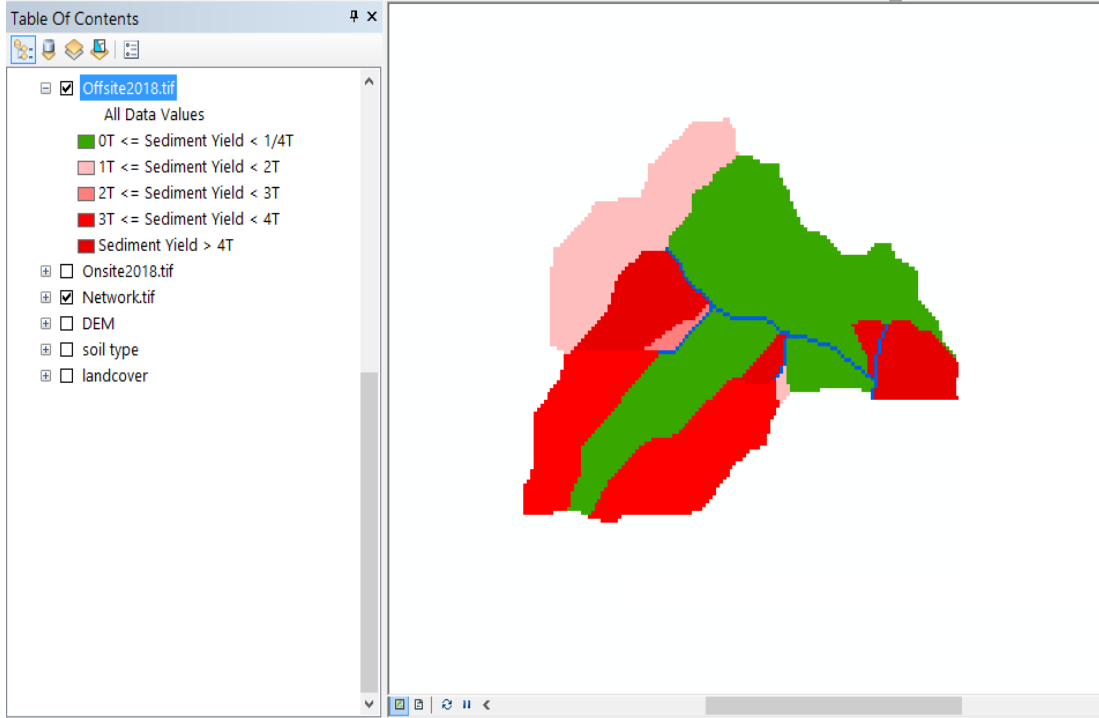 Table Of Contents
Offsite2018.tif
All Data Values
0T <= Sediment Yield < 1/4T
1T <= Sediment Yield < 2T
2T <= Sediment Yield < 3T
3T <= Sediment Yield < 4T
Sediment Yield > 4T
Onsite2018.tif
Network.tif
DEM
soil type
landcover